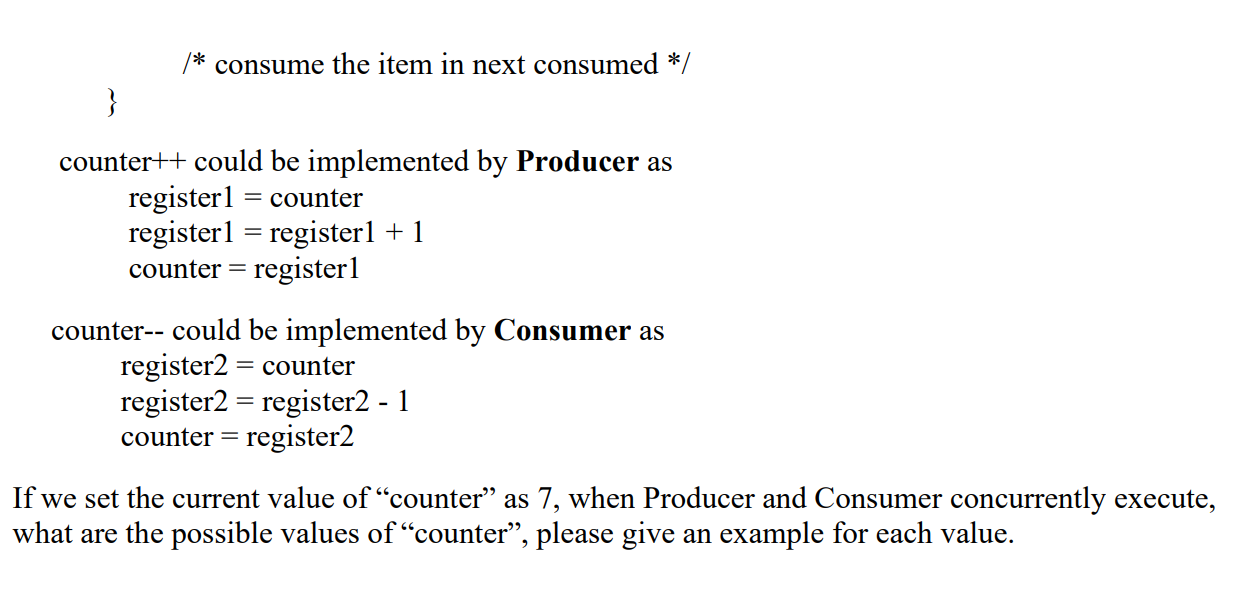 /* consume the item in next consumed */
}
counter++ could be implemented by Producer as
register1 = counter
register1 = register1 + 1
counter = register1
counter-- could be implemented by Consumer as
register2 = counter
register2 = register2 - 1
counter = register2
If we set the current value of “counter” as 7, when Producer and Consumer concurrently execute,
what are the possible values of “counter”, please give an example for each value.